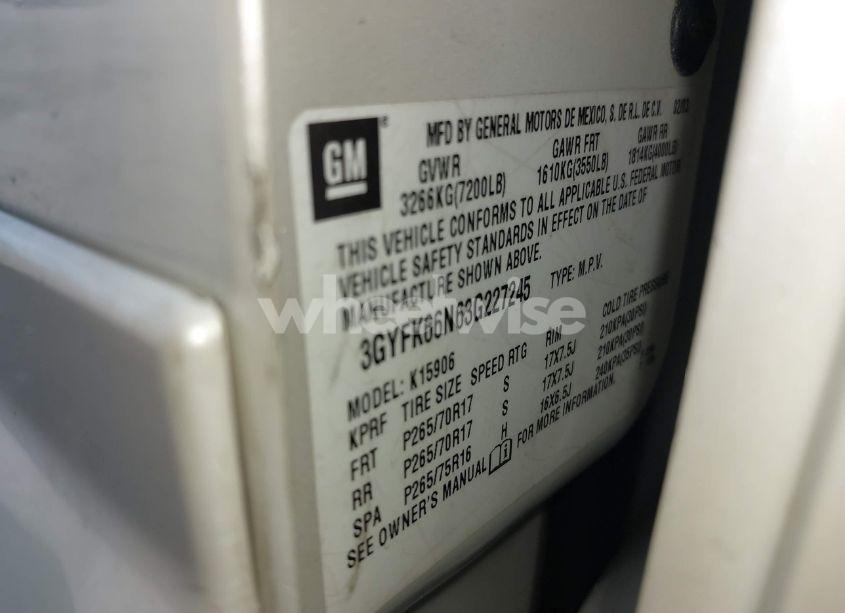 GM®
MFD BY GENERAL MOTORS DE MEXICO, S. DE R.L. DE C.V. 02/03
GVWR GAWR FRT GAWR RR
3266KG(7200LB) 1610KG(3550LB) 1814KG(4000LB)
THIS VEHICLE CONFORMS TO ALL APPLICABLE U.S. FEDERAL MOTOR
VEHICLE SAFETY STANDARDS IN EFFECT ON THE DATE OF
MANUFACTURE SHOWN ABOVE.
3GYFK66N63G227245 TYPE: M.P.V.
MODEL: K15906
KPRF TIRE SIZE SPEED RTG RIM COLD TIRE PRESSURE
FRT P265/70R17 S 17X7.5J 210KPA(30PSI)
RR P265/70R17 S 17X7.5J 210KPA(30PSI)
SPA P265/75R16 H 16X6.5J 240KPA(35PSI)
SEE OWNER'S MANUAL FOR MORE INFORMATION.
wheelwise